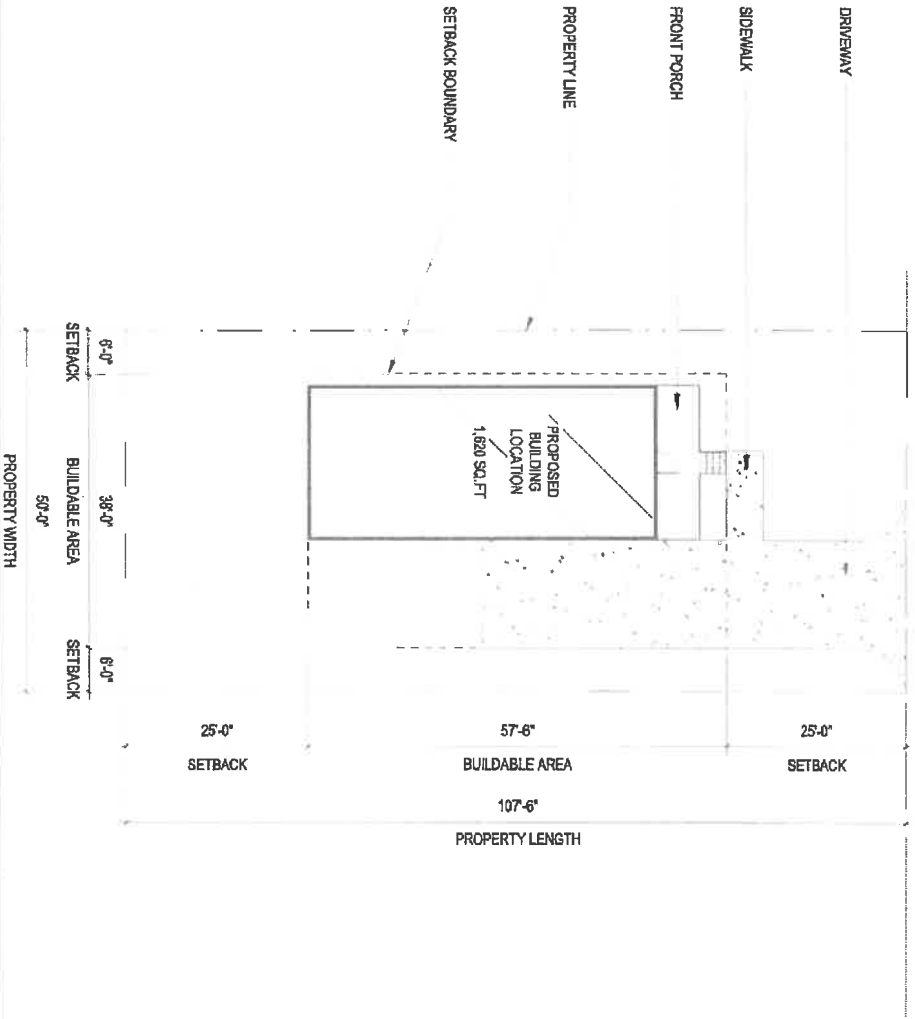 DRIVEWAY
SIDEWALK
FRONT PORCH
PROPERTY LINE
SETBACK BOUNDARY
PROPOSED
BUILDING
LOCATION
1,620 SQ.FT
6'-0"
SETBACK
38'-0"
BUILDABLE AREA
6'-0"
SETBACK
50'-0"
PROPERTY WIDTH
25'-0"
SETBACK
57'-6"
BUILDABLE AREA
25'-0"
SETBACK
107'-6"
PROPERTY LENGTH